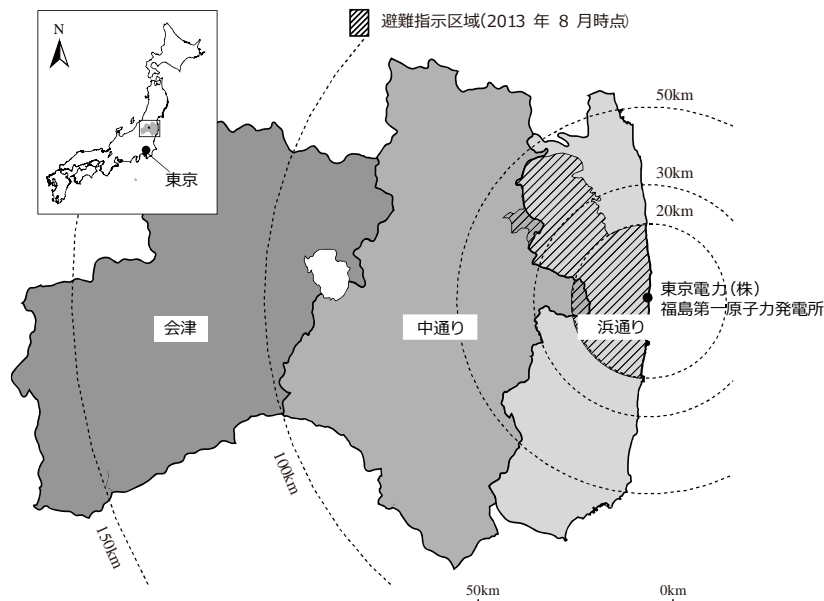 避難指示区域(2013 年 8 月時点)
N
東京
50km
30km
20km
東京電力(株)
福島第一原子力発電所
会津
中通り
浜通り
100km
150km
50km
0km